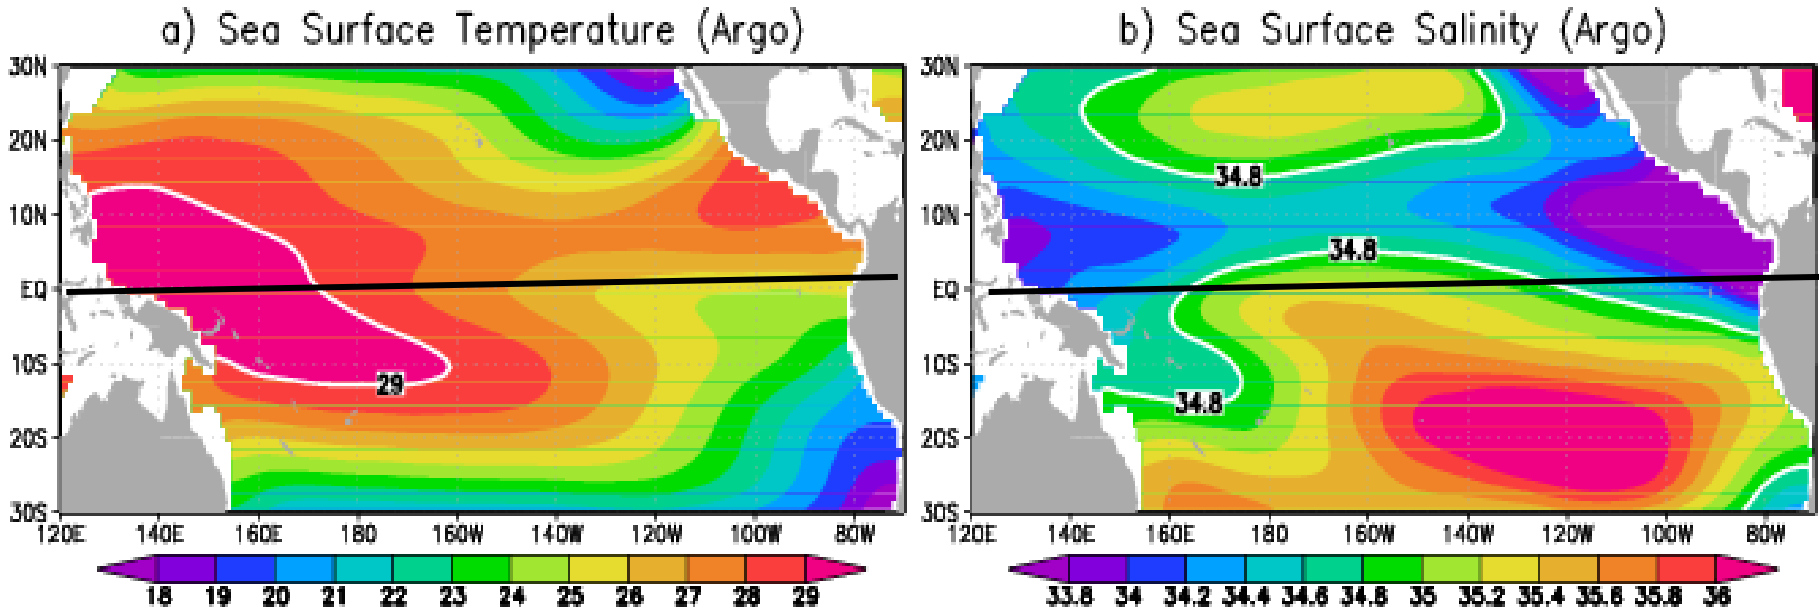 a) Sea Surface Temperature (Argo)
b) Sea Surface Salinity (Argo)
30N
20N
10N
EQ
10S
20S
30S
29
120E 140E 160E 180 160W 140W 120W 100W 80W
18 19 20 21 22 23 24 25 26 27 28 29
30N
20N
10N
EQ
10S
20S
30S
34.8
34.8
34.8
120E 140E 160E 180 160W 140W 120W 100W 80W
33.8 34 34.2 34.4 34.6 34.8 35 35.2 35.4 35.6 35.8 36